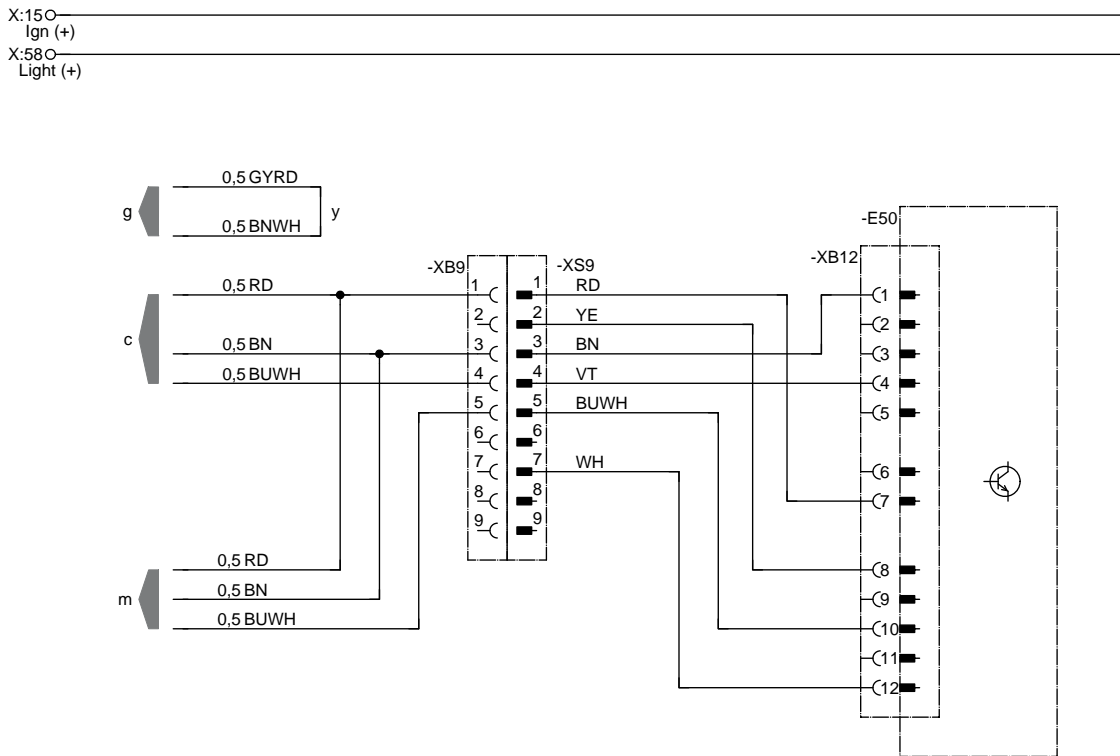 X:15
Ign (+)
X:58
Light (+)
0,5 GYRD
g
y
0,5 BNWH
-E50
-XB12
-XB9
-XS9
0,5 RD
1
1
RD
1
2
2
YE
2
c
0,5 BN
3
3
BN
3
0,5 BUWH
4
4
VT
4
5
5
BUWH
5
6
6
7
7
WH
6
8
8
7
9
9
0,5 RD
8
m
0,5 BN
9
0,5 BUWH
10
11
12